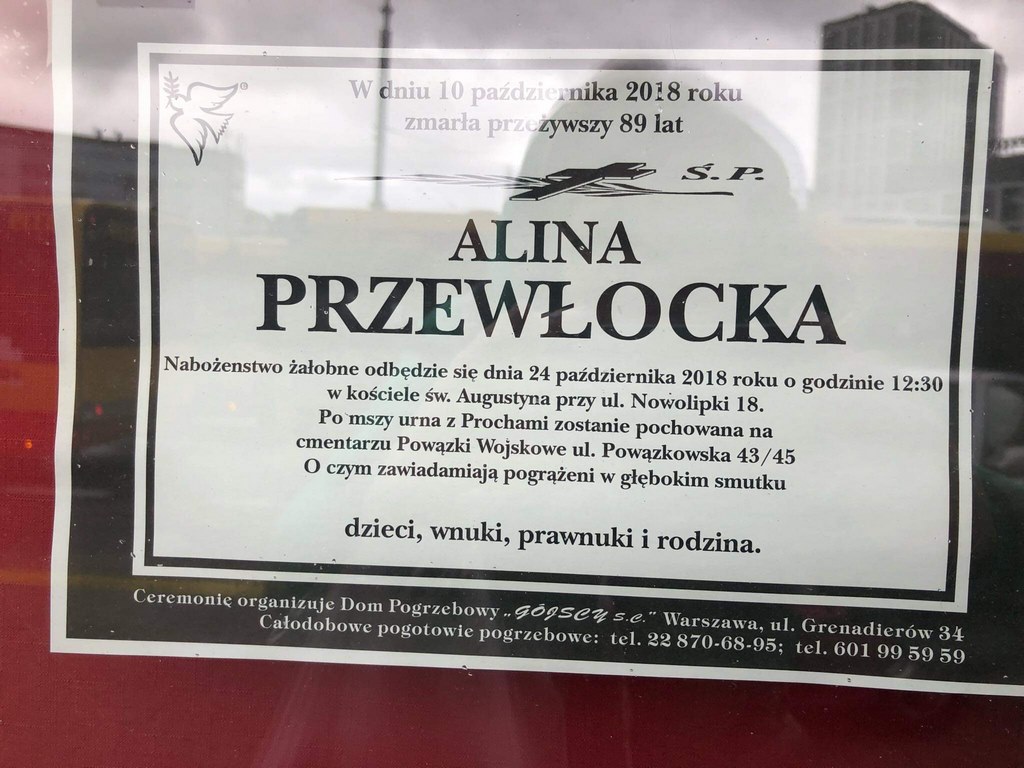 W dniu 10 października 2018 roku
zmarła przeżywszy 89 lat
Ś.P.
ALINA
PRZEWŁOCKA
Nabożeństwo żałobne odbędzie się dnia 24 października 2018 roku o godzinie 12:30
w kościele św. Augustyna przy ul. Nowolipki 18.
Po mszy urna z Prochami zostanie pochowana na
cmentarzu Powązki Wojskowe ul. Powązkowska 43/45
O czym zawiadamiają pogrążeni w głębokim smutku
dzieci, wnuki, prawnuki i rodzina.
Ceremonię organizuje Dom Pogrzebowy „GÓJSCY s.c.” Warszawa, ul. Grenadierów 34
Całodobowe pogotowie pogrzebowe: tel. 22 870-68-95; tel. 601 99 59 59